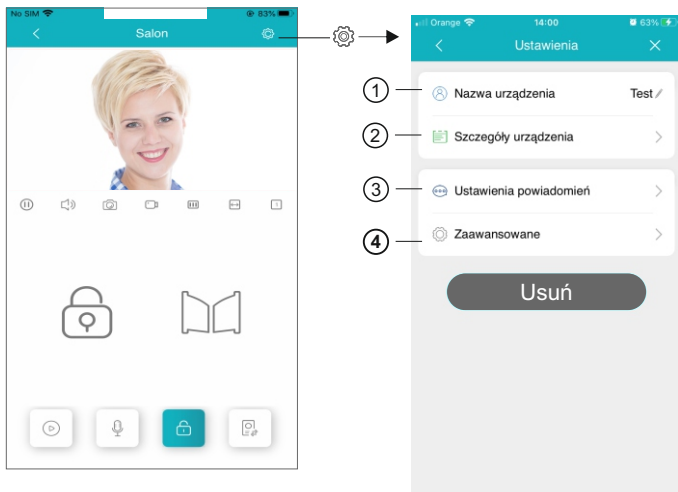 No SIM 83%
Salon
Orange 14:00 63%
Ustawienia
1 Nazwa urządzenia Test
2 Szczegóły urządzenia
3 Ustawienia powiadomień
4 Zaawansowane
Usuń